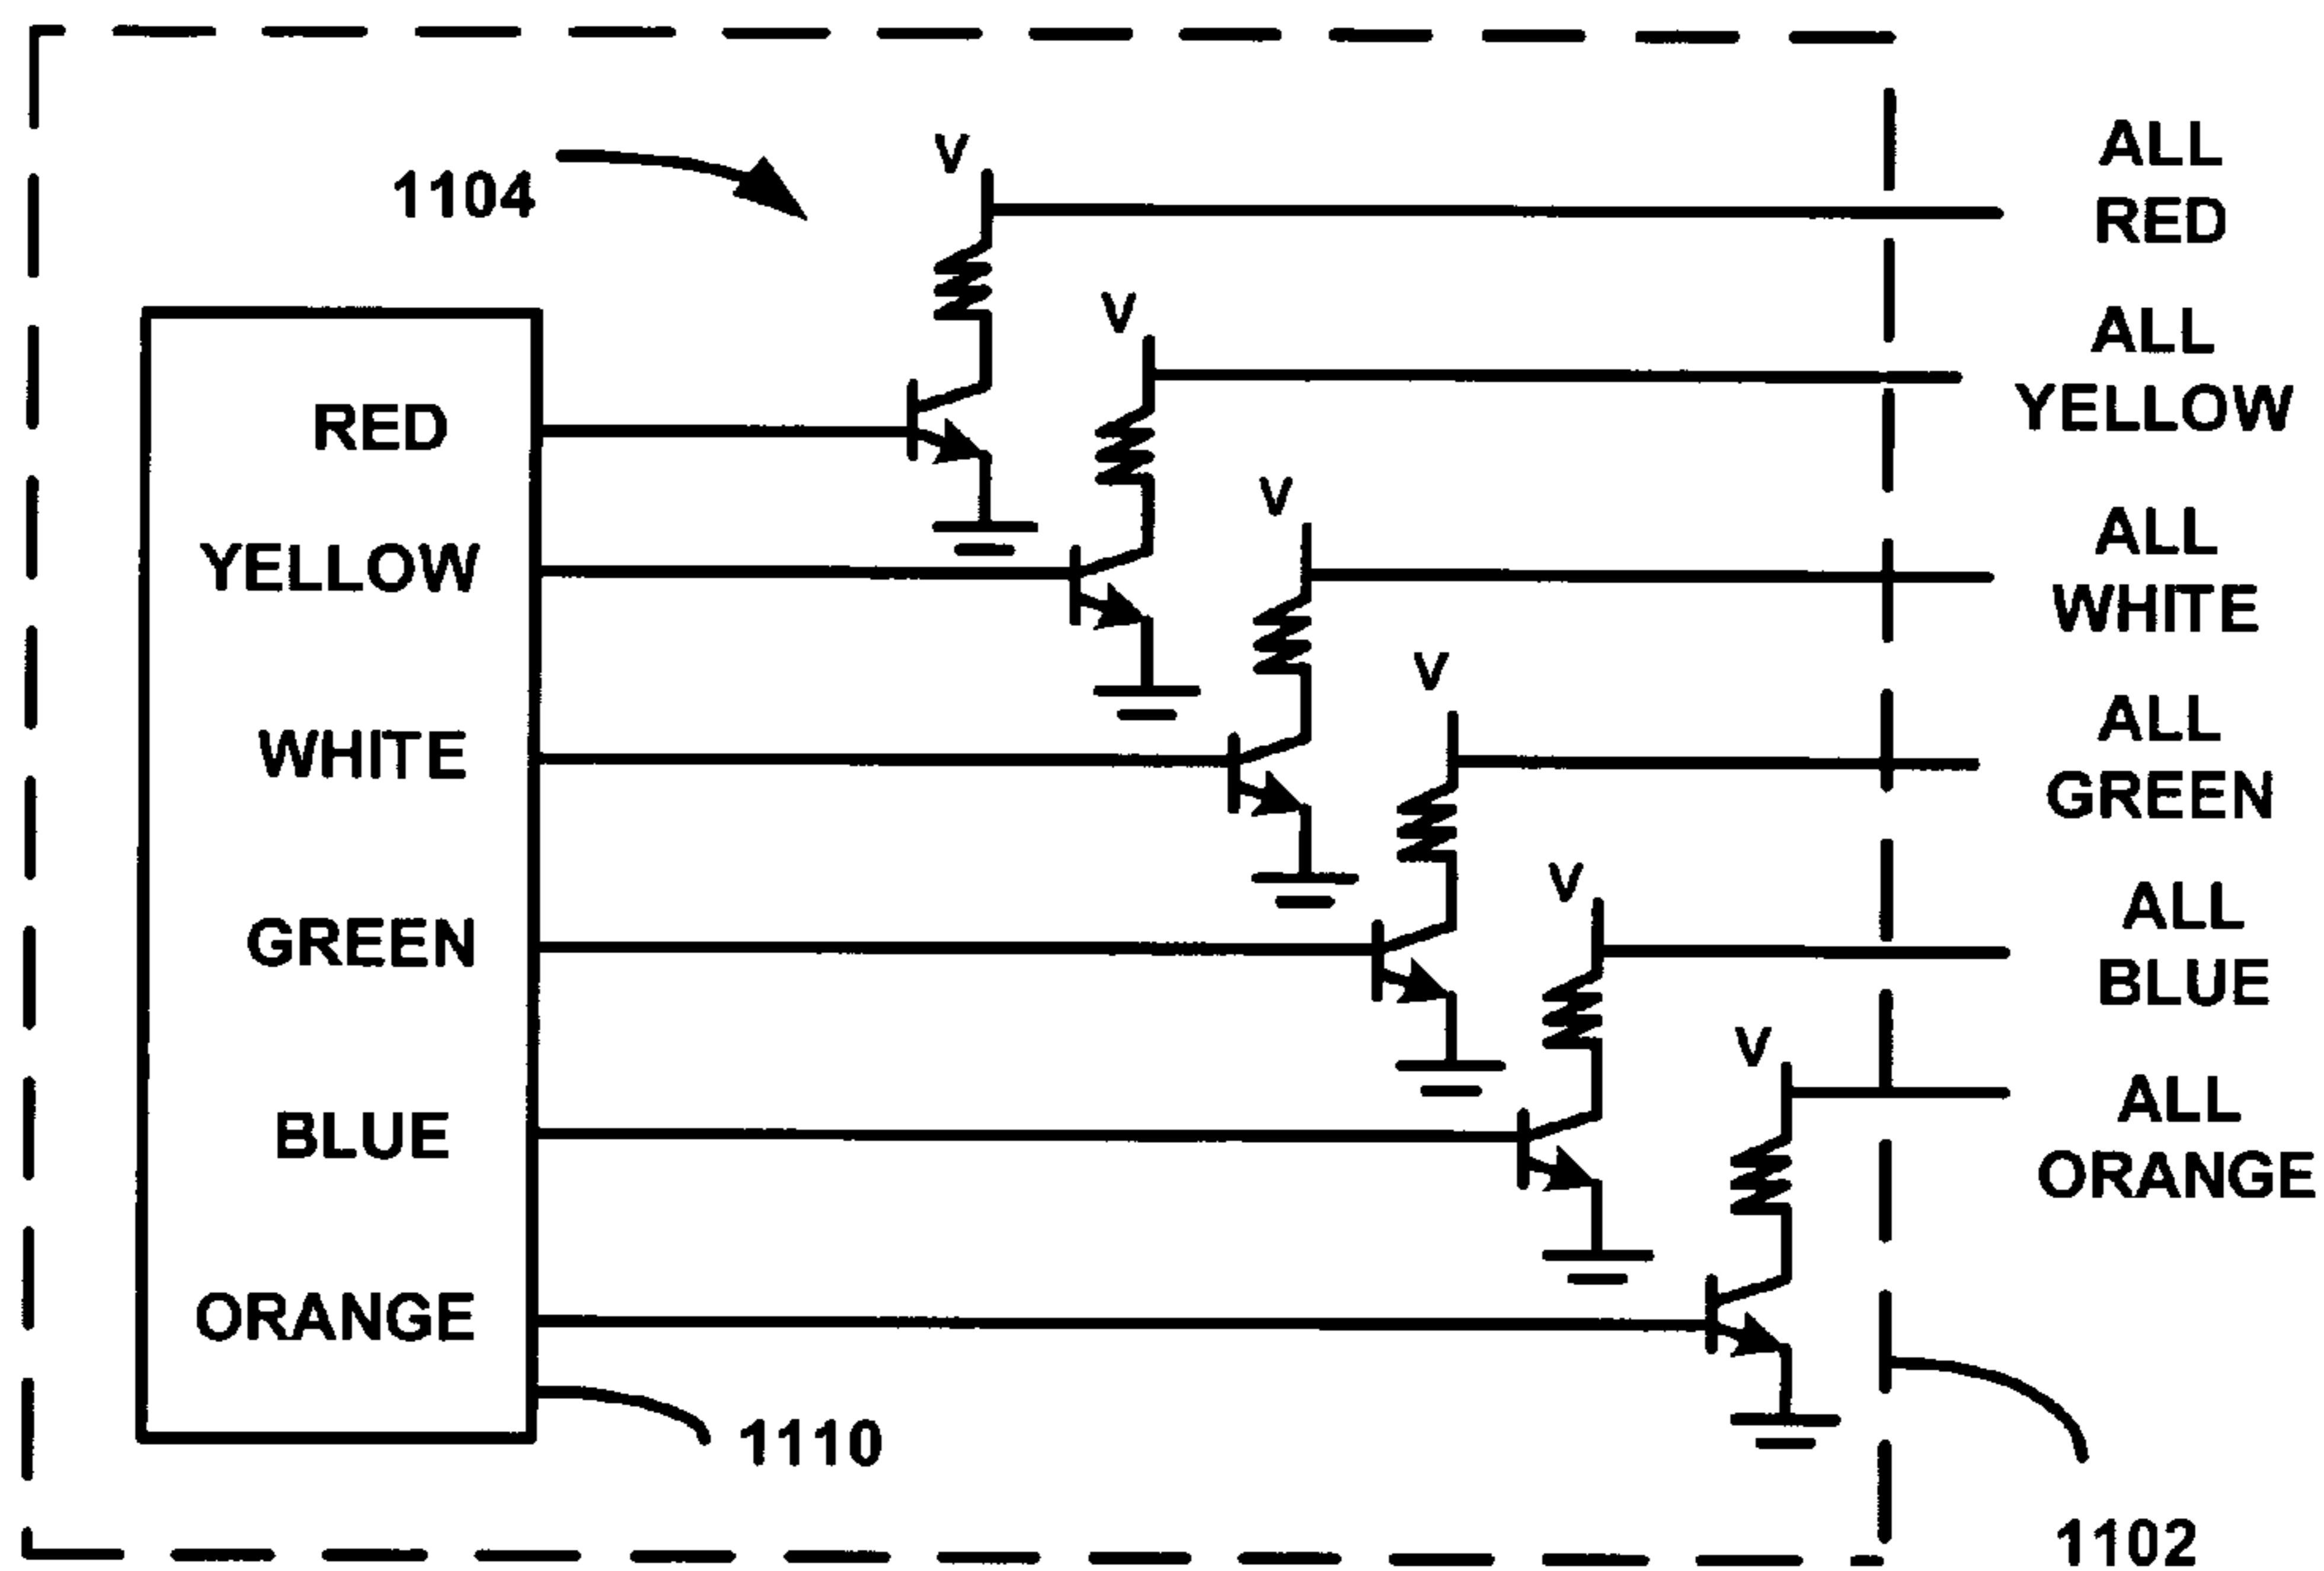 1104
V
ALL
RED
V
ALL
YELLOW
RED
V
ALL
WHITE
YELLOW
V
ALL
GREEN
WHITE
V
ALL
BLUE
GREEN
V
ALL
ORANGE
BLUE
ORANGE
1110
1102